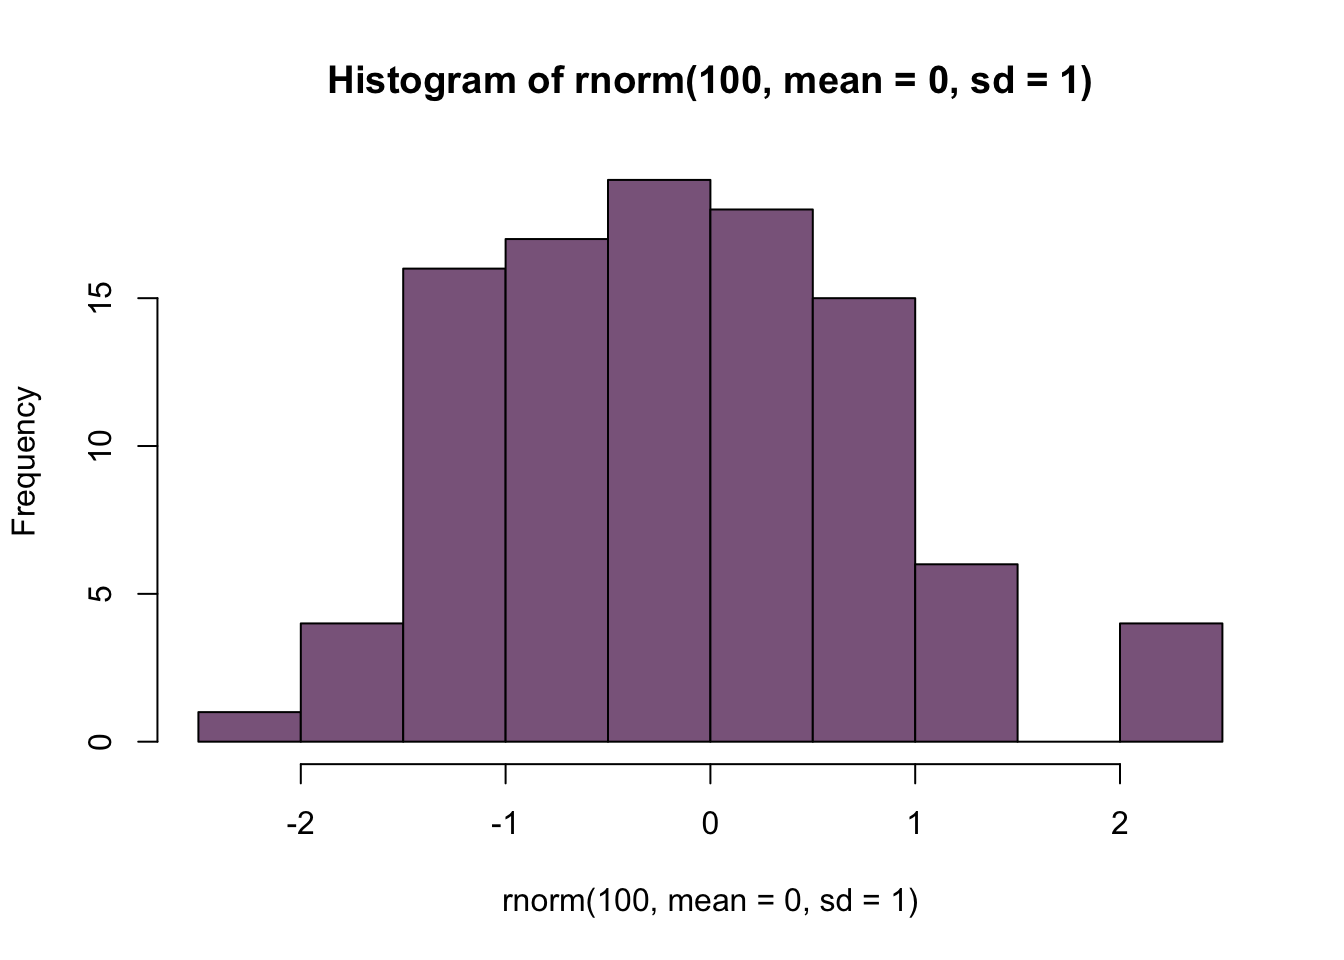 Histogram of rnorm(100, mean = 0, sd = 1)
Frequency
15
10
5
0
-2 -1 0 1 2
rnorm(100, mean = 0, sd = 1)